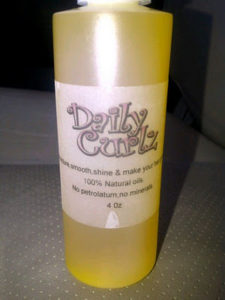 Daily
Curlz
smooth,shine & make your
100% Natural oils.
No petrolatum,no minerals.
4 Oz